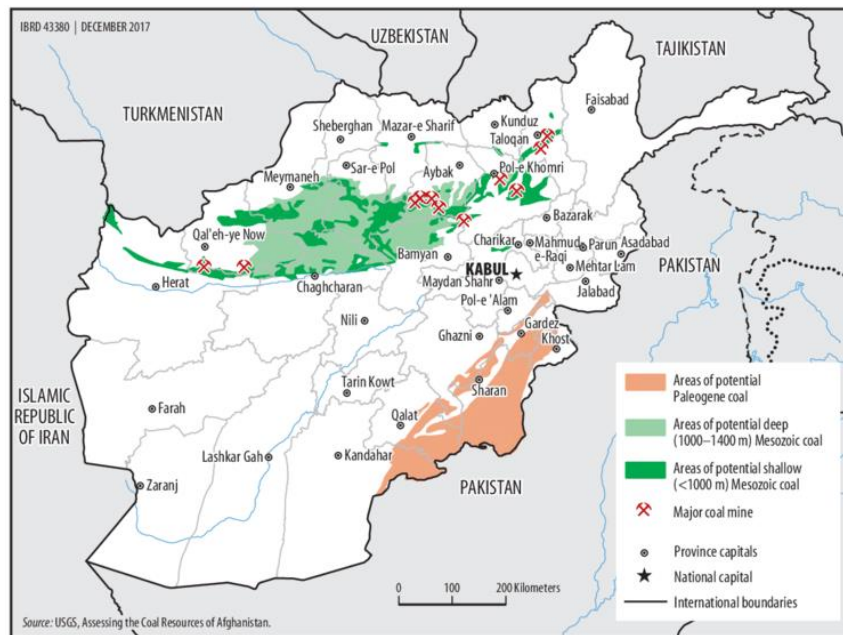 IBRD 43380 | DECEMBER 2017
UZBEKISTAN
TAJIKISTAN
TURKMENISTAN
Faisabad
Kunduz
Sheberghan
Mazar-e Sharif
Taloqan
Sar-e Pol
Aybak
Pol-e Khomri
Meymaneh
Bazarak
Qal'eh-ye Now
Charikar
Mahmud
e-Raqi
Parun
Asadabad
Bamyan
KABUL
Mehtar Lam
PAKISTAN
Herat
Chaghcharan
Maydan Shahr
Jalabad
Pol-e 'Alam
Nili
Ghazni
Gardez
Khost
ISLAMIC
REPUBLIC
OF IRAN
Tarin Kowt
Sharan
Farah
Qalat
Lashkar Gah
Kandahar
Zaranj
PAKISTAN
Areas of potential
Paleogene coal
Areas of potential deep
(1000–1400 m) Mesozoic coal
Areas of potential shallow
(<1000 m) Mesozoic coal
Major coal mine
Province capitals
National capital
International boundaries
0 100 200 Kilometers
Source: USGS, Assessing the Coal Resources of Afghanistan.